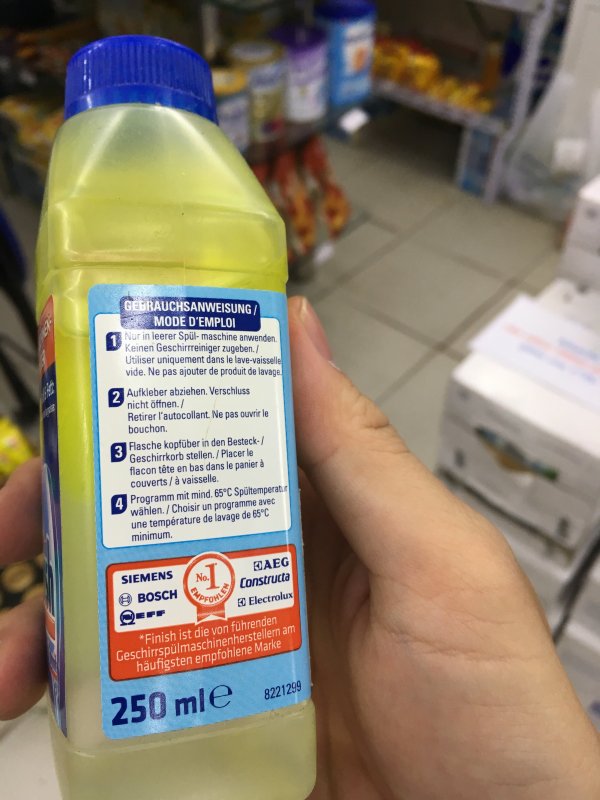 GEBRAUCHSANWEISUNG /
MODE D'EMPLOI
1 Nur in leerer Spül- maschine anwenden.
Keinen Geschirrreiniger zugeben. /
Utiliser uniquement dans le lave-vaisselle
vide. Ne pas ajouter de produit de lavage.
2 Aufkleber abziehen. Verschluss
nicht öffnen. /
Retirer l'autocollant. Ne pas ouvrir le
bouchon.
3 Flasche kopfüber in den Besteck- /
Geschirrkorb stellen. / Placer le
flacon tête en bas dans le panier à
couverts / à vaisselle.
4 Programm mit mind. 65°C Spültemperatur
wählen. / Choisir un programme avec
une température de lavage de 65°C
minimum.
SIEMENS
BOSCH
NEFF
No.1
EMPFOHLEN
AEG
Constructa
Electrolux
*Finish ist die von führenden
Geschirrspülmaschinenherstellern am
häufigsten empfohlene Marke
250 ml e
8221299